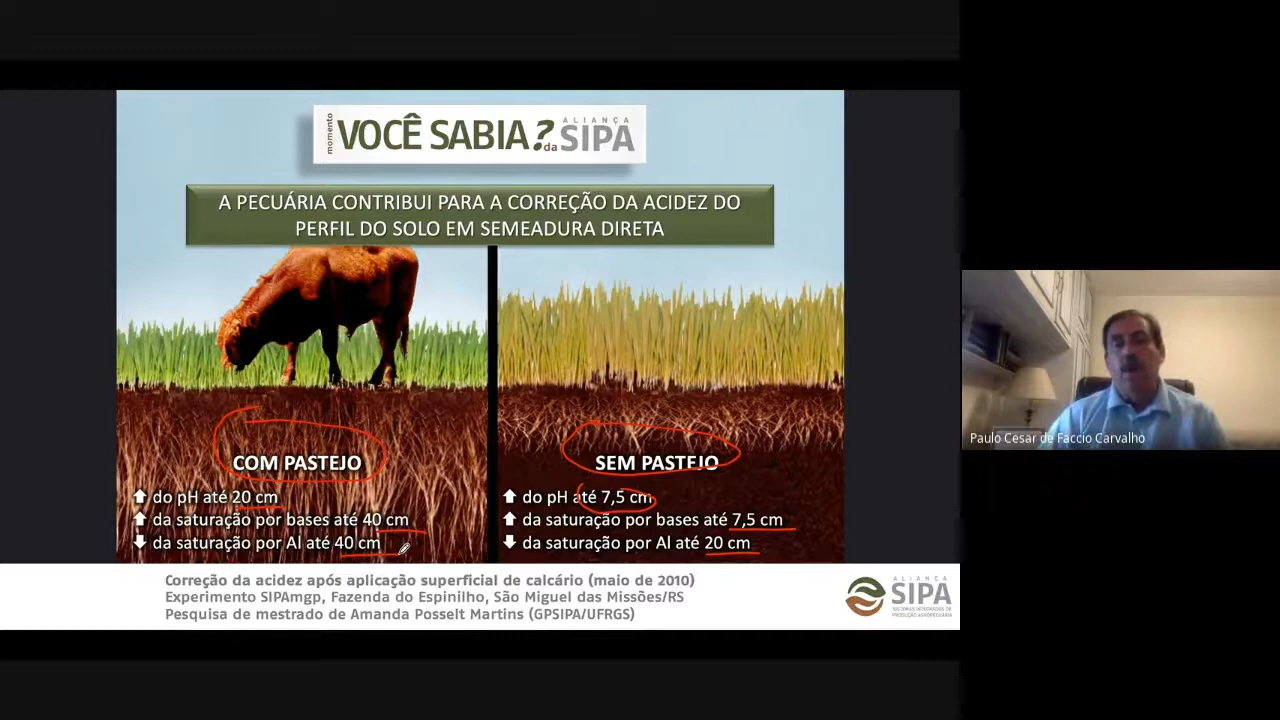 momento
VOCÊ SABIA?
da
ALIANÇA
SIPA
A PECUÁRIA CONTRIBUI PARA A CORREÇÃO DA ACIDEZ DO
PERFIL DO SOLO EM SEMEADURA DIRETA
COM PASTEJO
do pH até 20 cm
da saturação por bases até 40 cm
da saturação por Al até 40 cm
SEM PASTEJO
do pH até 7,5 cm
da saturação por bases até 7,5 cm
da saturação por Al até 20 cm
Paulo Cesar de Faccio Carvalho
Correção da acidez após aplicação superficial de calcário (maio de 2010)
Experimento SIPAmgp, Fazenda do Espinilho, São Miguel das Missões/RS
Pesquisa de mestrado de Amanda Posselt Martins (GPSIPA/UFRGS)
ALIANÇA
SIPA
SISTEMAS INTEGRADOS DE
PRODUÇÃO AGROPECUÁRIA